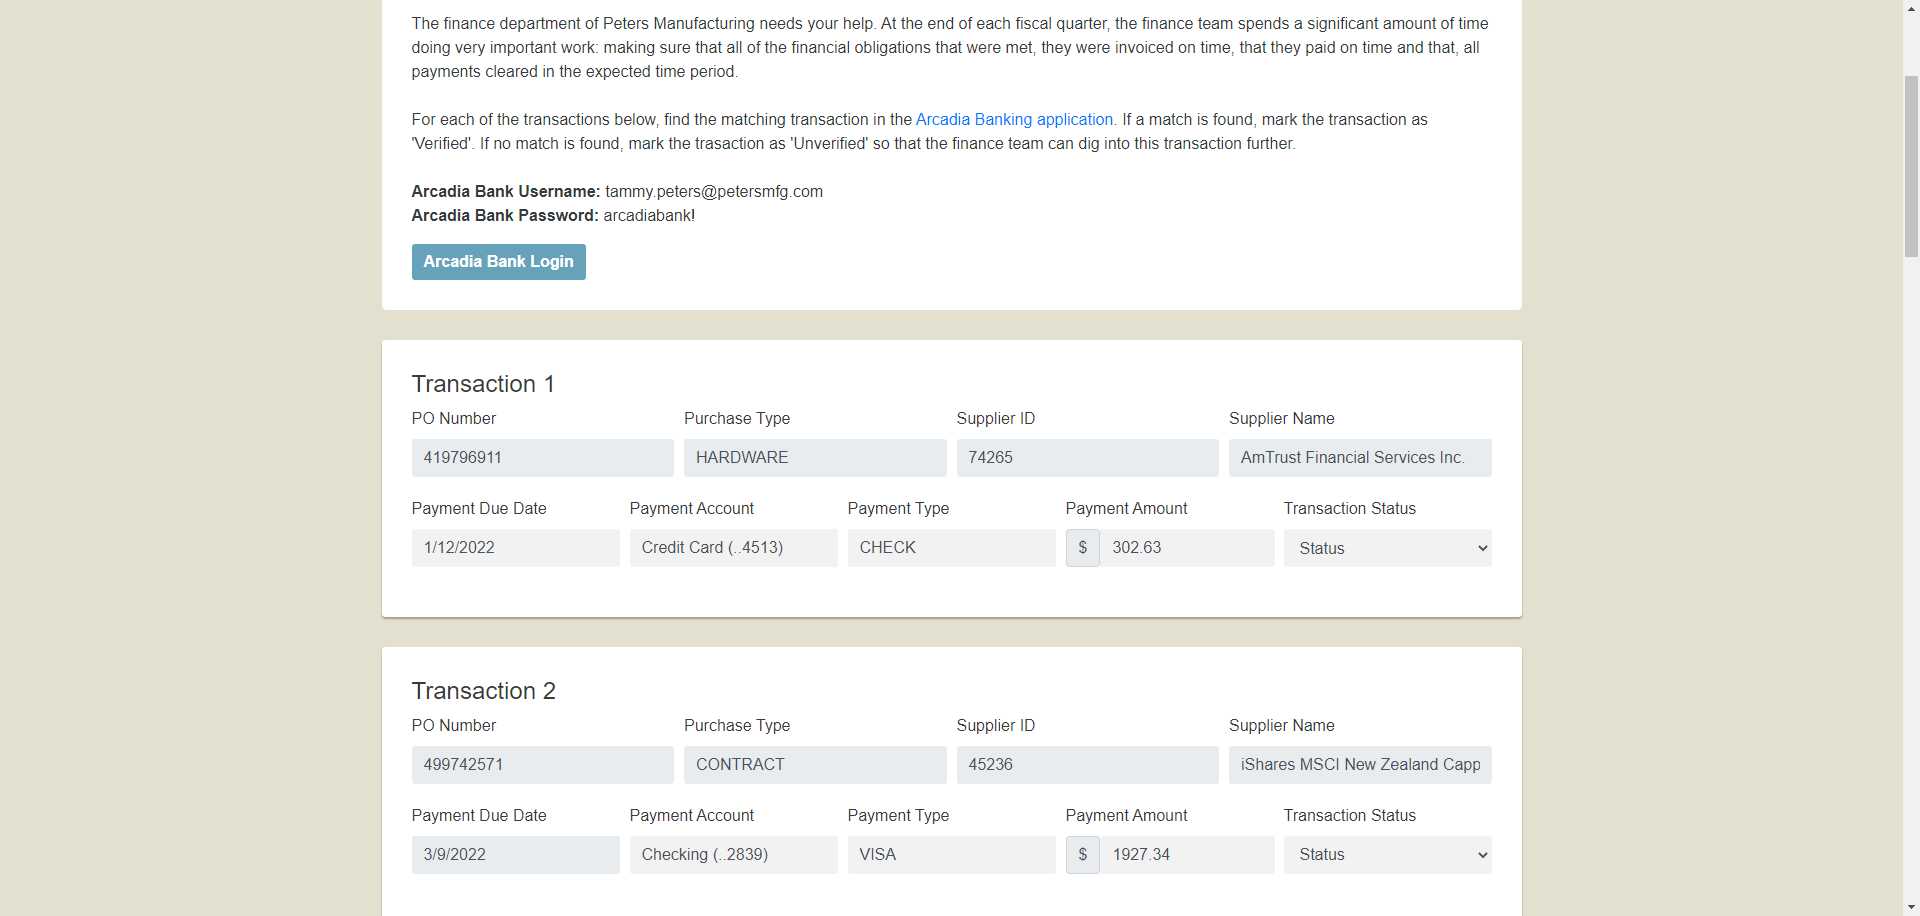 The finance department of Peters Manufacturing needs your help. At the end of each fiscal quarter, the finance team spends a significant amount of time
doing very important work: making sure that all of the financial obligations that were met, they were invoiced on time, that they paid on time and that, all
payments cleared in the expected time period.
For each of the transactions below, find the matching transaction in the Arcadia Banking application. If a match is found, mark the transaction as
'Verified'. If no match is found, mark the trasaction as 'Unverified' so that the finance team can dig into this transaction further.
Arcadia Bank Username: tammy.peters@petersmfg.com
Arcadia Bank Password: arcadiabank!
Arcadia Bank Login
Transaction 1
PO Number Purchase Type Supplier ID Supplier Name
419796911 HARDWARE 74265 AmTrust Financial Services Inc.
Payment Due Date Payment Account Payment Type Payment Amount Transaction Status
1/12/2022 Credit Card (..4513) CHECK $ 302.63 Status
Transaction 2
PO Number Purchase Type Supplier ID Supplier Name
499742571 CONTRACT 45236 iShares MSCI New Zealand Capp
Payment Due Date Payment Account Payment Type Payment Amount Transaction Status
3/9/2022 Checking (..2839) VISA $ 1927.34 Status